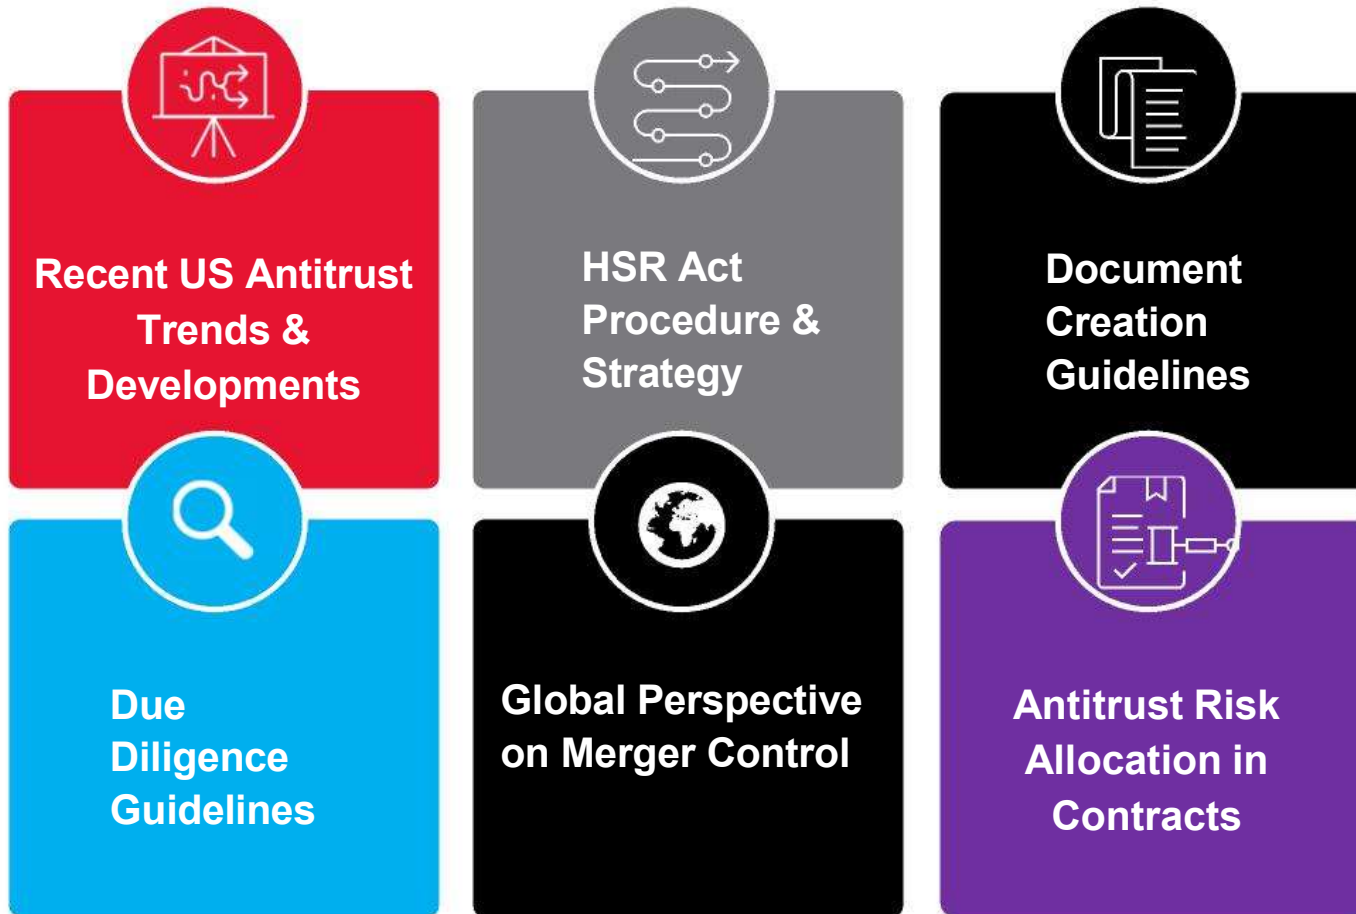 Recent US Antitrust
Trends &
Developments
HSR Act
Procedure &
Strategy
Document
Creation
Guidelines
Due
Diligence
Guidelines
Global Perspective
on Merger Control
Antitrust Risk
Allocation in
Contracts